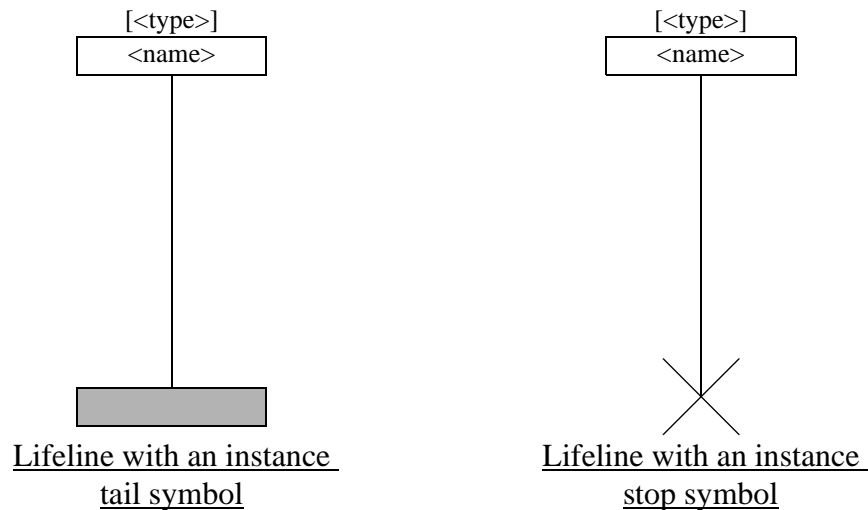 [<type>]
<name>
Lifeline with an instance
tail symbol
[<type>]
<name>
Lifeline with an instance
stop symbol